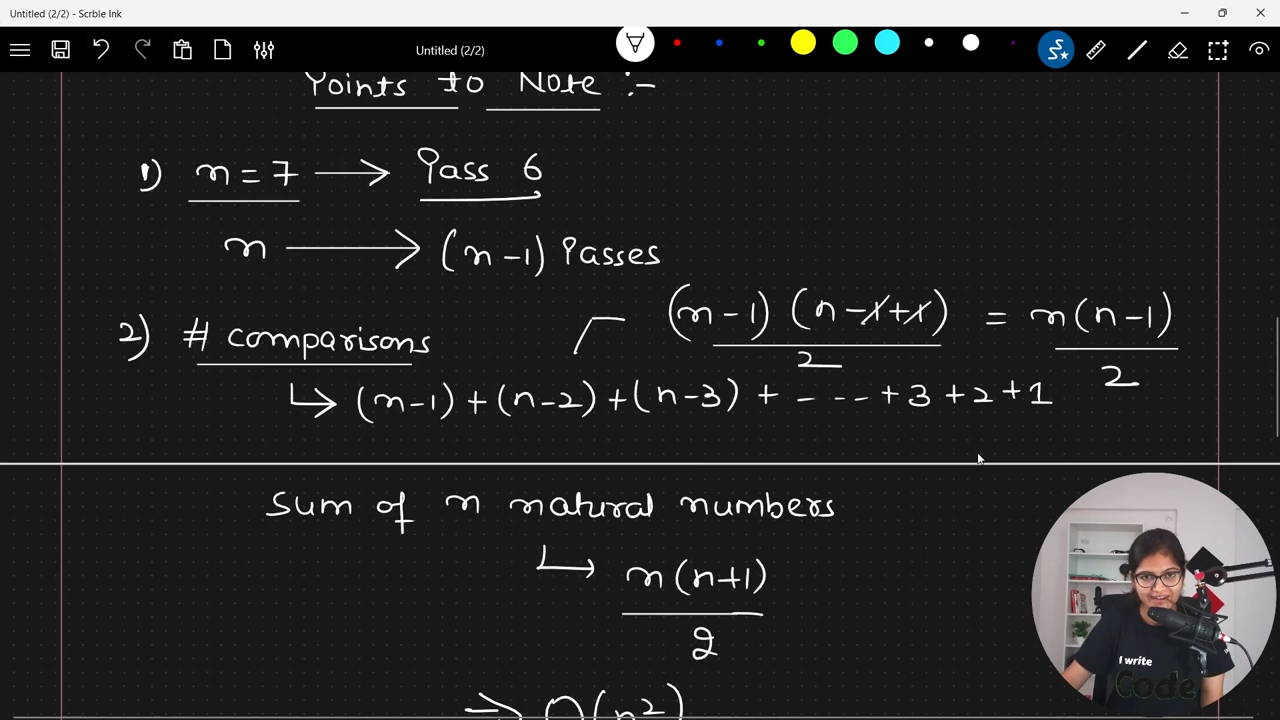 Untitled (2/2) - Scrble Ink
Untitled (2/2)
Points to Note :-
1) n = 7 → Pass 6
n → (n-1) Passes
2) # comparisons
(n-1) (n-1+1) / 2 = n(n-1) / 2
↳ (n-1) + (n-2) + (n-3) + - - - - + 3 + 2 + 1
Sum of n natural numbers
↳ n(n+1) / 2
⇒ O(n²)
I write
Code